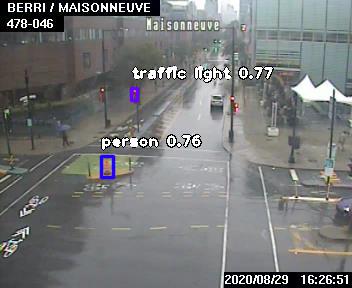 BERRI / MAISONNEUVE
478-046
Maisonneuve
traffic light 0.77
person 0.76
2020/08/29 16:26:51